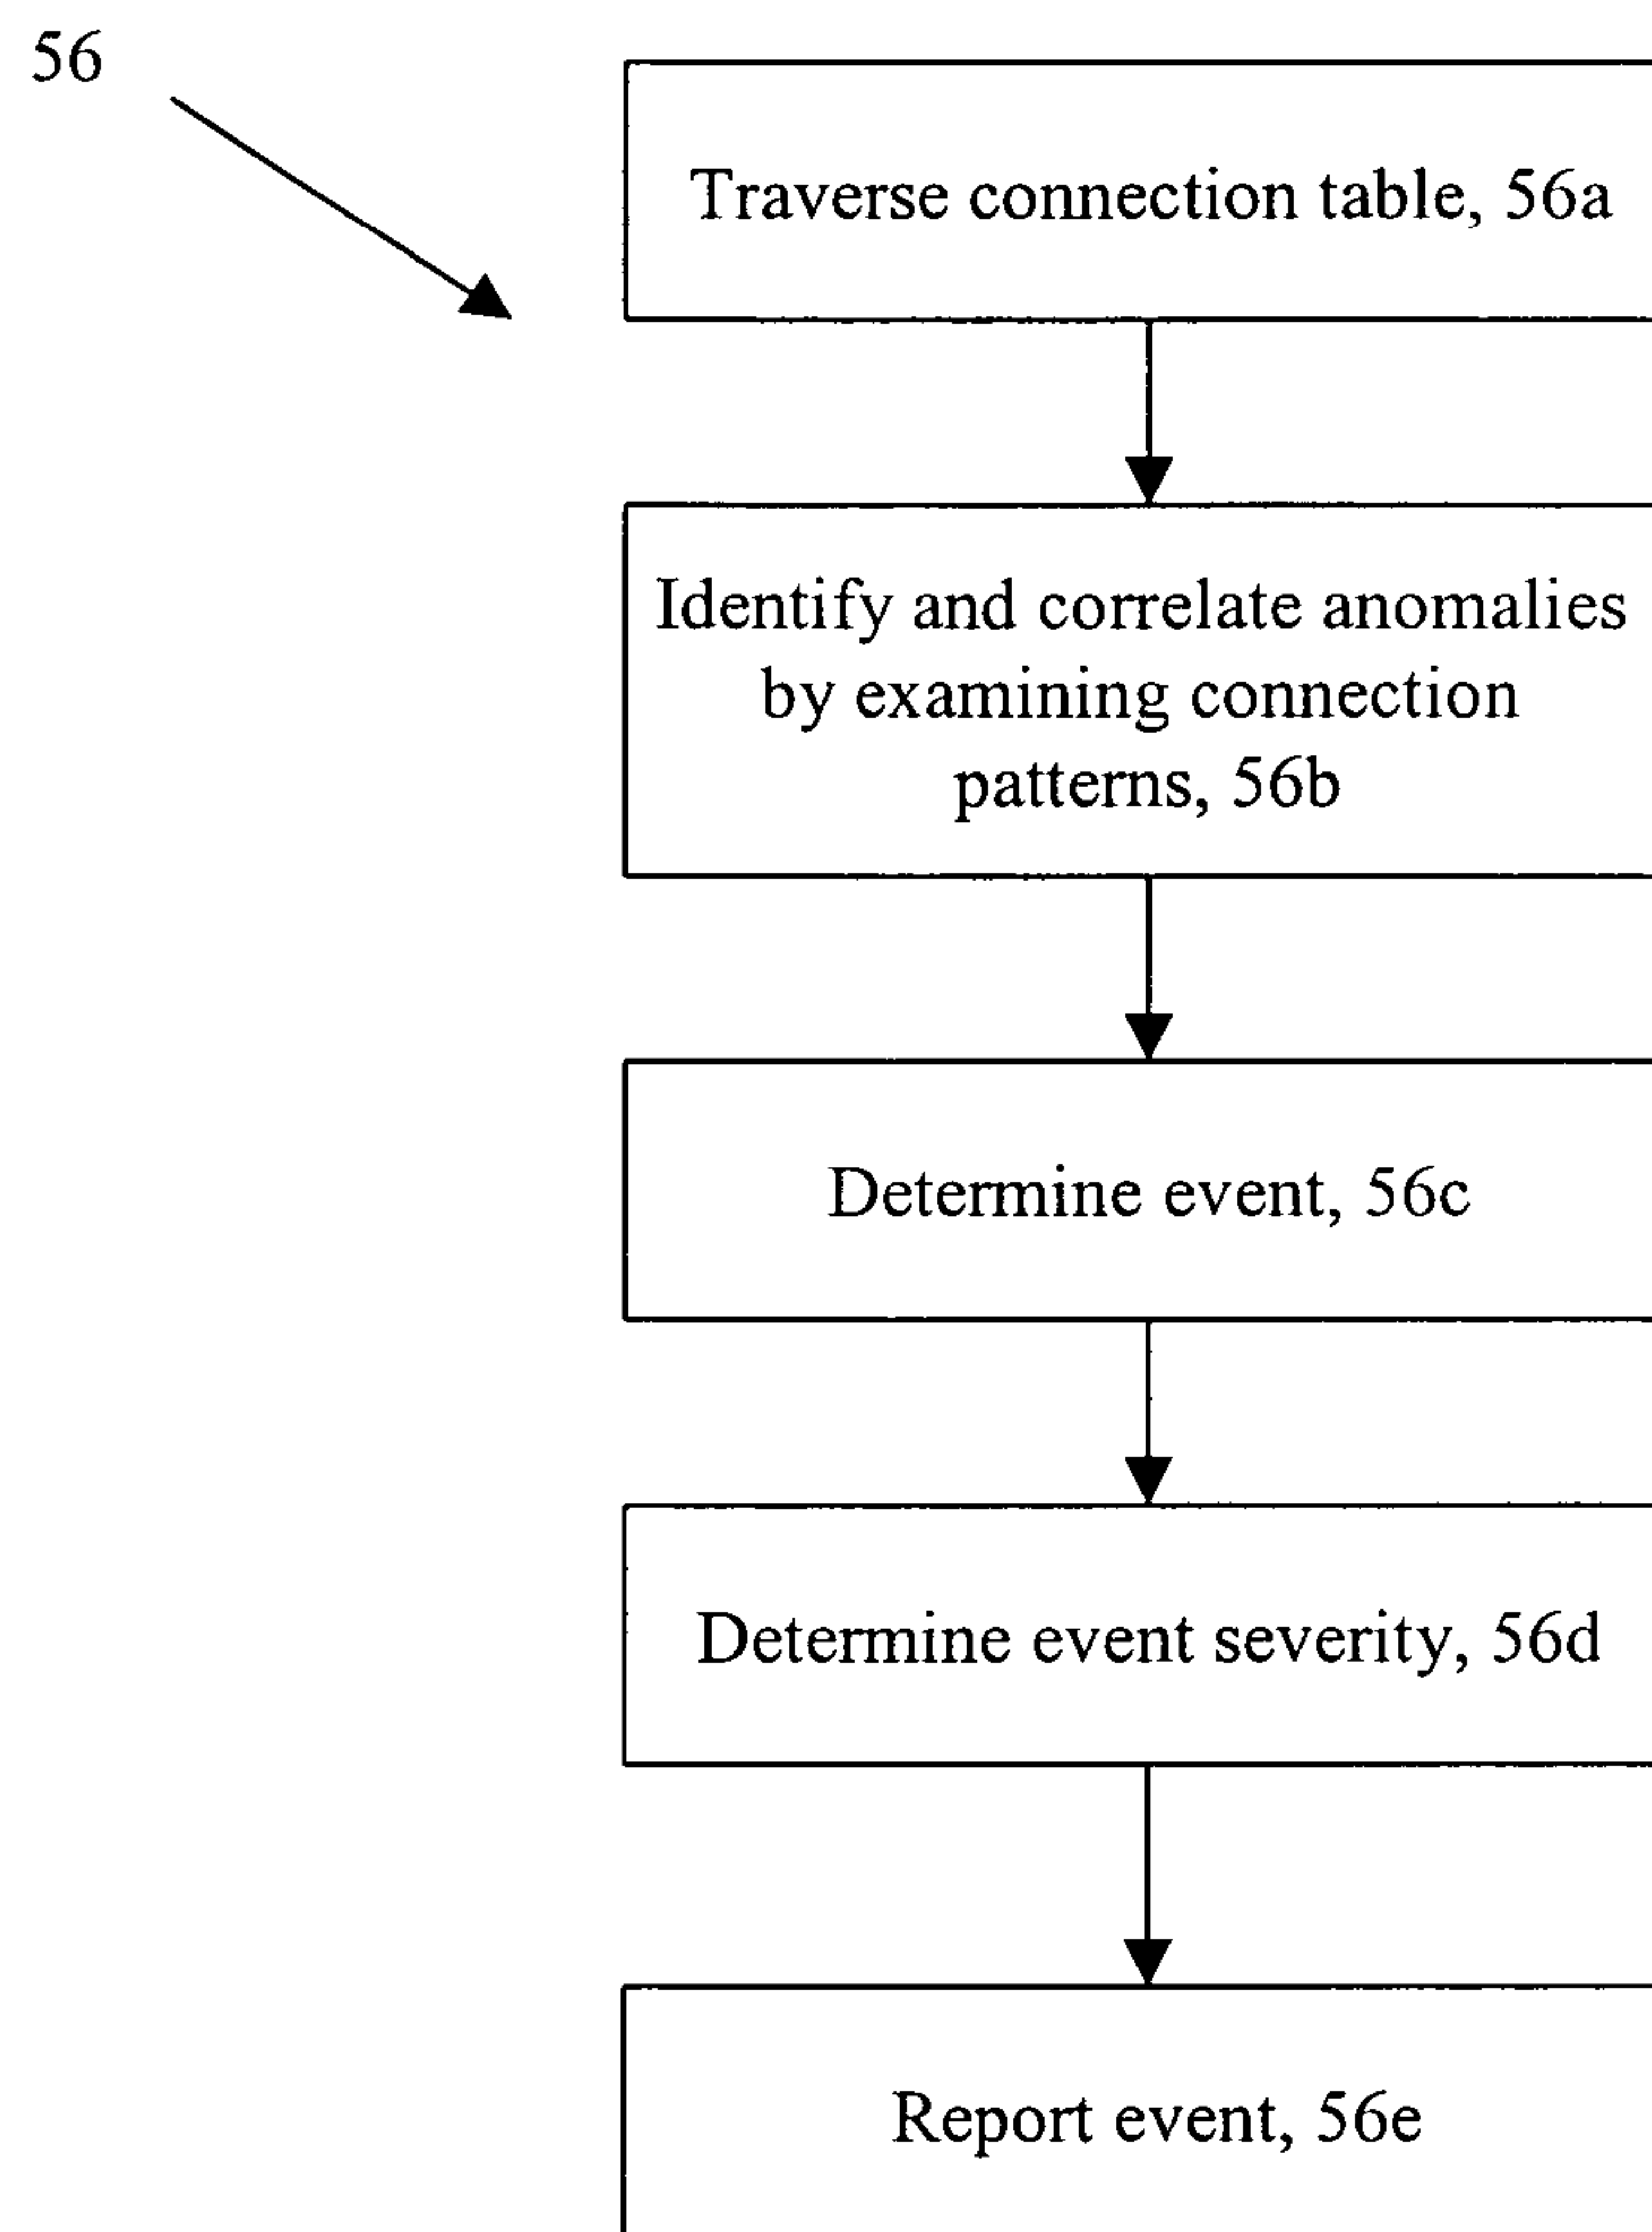 56
Traverse connection table, 56a
Identify and correlate anomalies
by examining connection
patterns, 56b
Determine event, 56c
Determine event severity, 56d
Report event, 56e